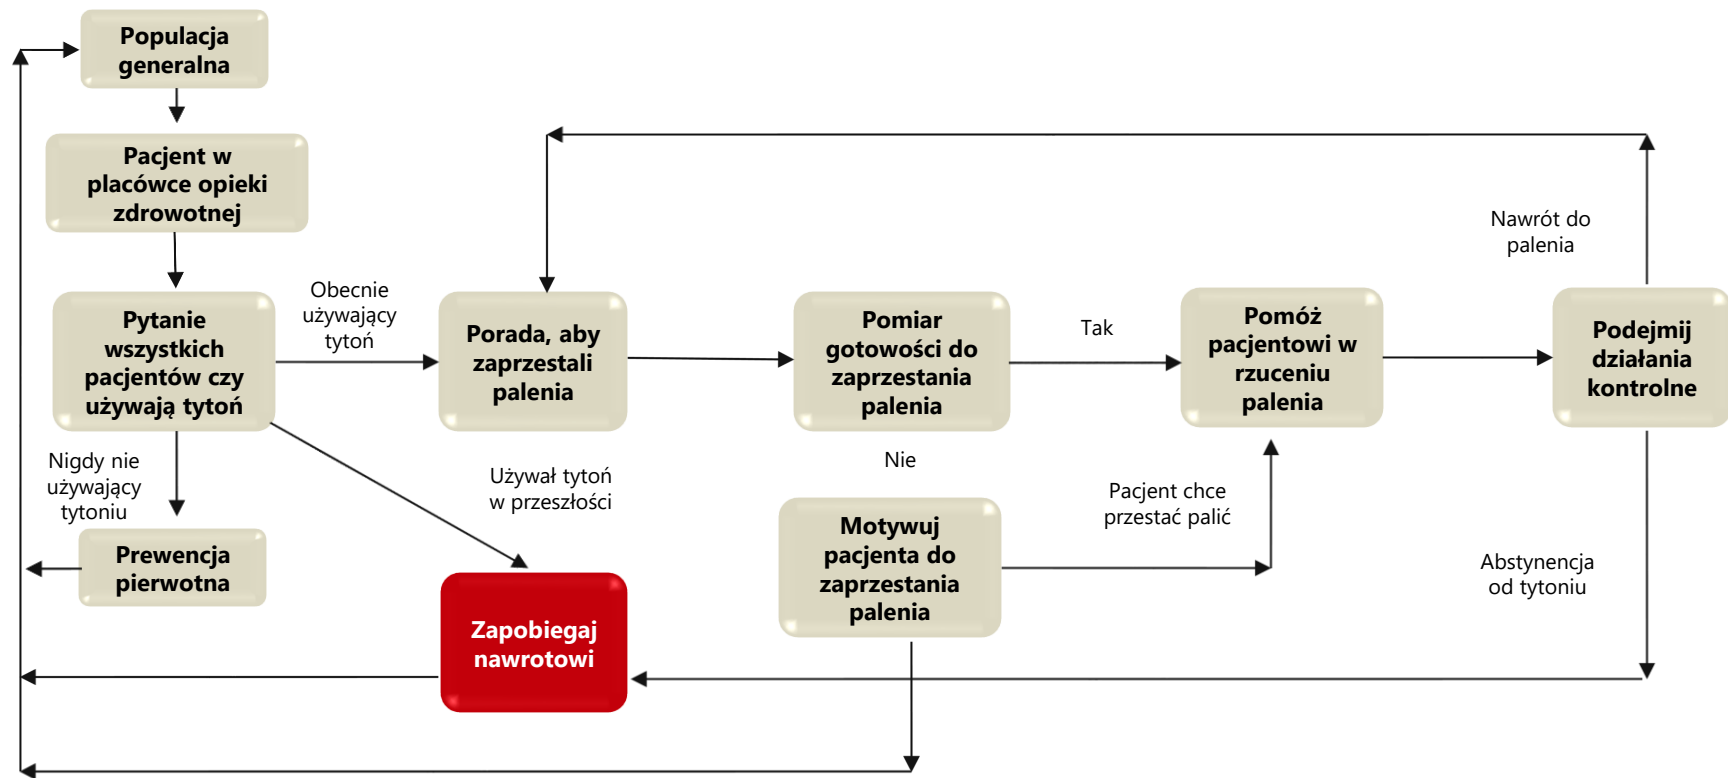 Populacja
generalna
Pacjent w
placówce opieki
zdrowotnej
Nawrót do
palenia
Obecnie
używający
tytoń
Pytanie
wszystkich
pacjentów czy
używają tytoń
Porada, aby
zaprzestali
palenia
Pomiar
gotowości do
zaprzestania
palenia
Tak
Pomóż
pacjentowi w
rzuceniu
palenia
Podejmij
działania
kontrolne
Nigdy nie
używający
tytoniu
Używał tytoń
w przeszłości
Nie
Pacjent chce
przestać palić
Prewencja
pierwotna
Motywuj
pacjenta do
zaprzestania
palenia
Abstynencja
od tytoniu
Zapobiegaj
nawrotowi